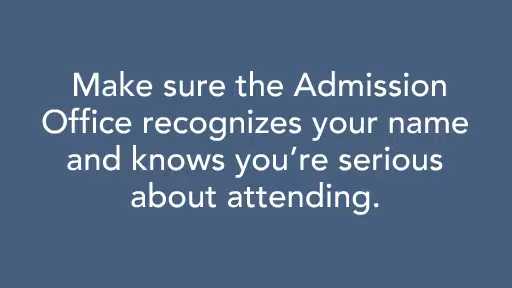 Make sure the Admission
Office recognizes your name
and knows you’re serious
about attending.